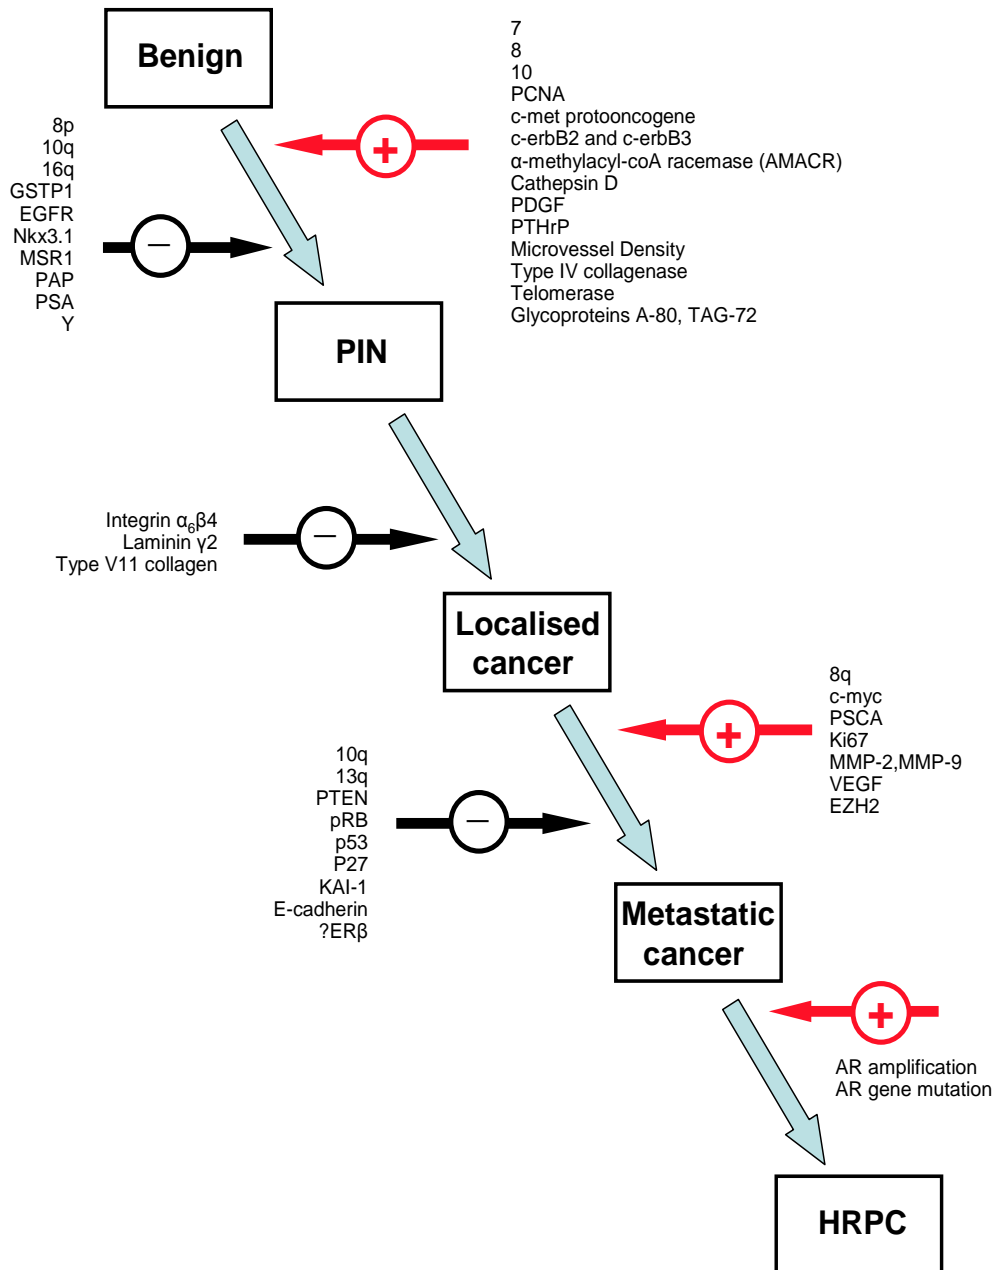 Benign
7
8
10
PCNA
c-met protooncogene
c-erbB2 and c-erbB3
α-methylacyl-coA racemase (AMACR)
Cathepsin D
PDGF
PTHrP
Microvessel Density
Type IV collagenase
Telomerase
Glycoproteins A-80, TAG-72
+
8p
10q
16q
GSTP1
EGFR
Nkx3.1
MSR1
PAP
PSA
Y
−
PIN
Integrin α₆β4
Laminin γ2
Type V11 collagen
−
Localised
cancer
8q
c-myc
PSCA
Ki67
MMP-2,MMP-9
VEGF
EZH2
+
10q
13q
PTEN
pRB
p53
P27
KAI-1
E-cadherin
?ERβ
−
Metastatic
cancer
+
AR amplification
AR gene mutation
HRPC